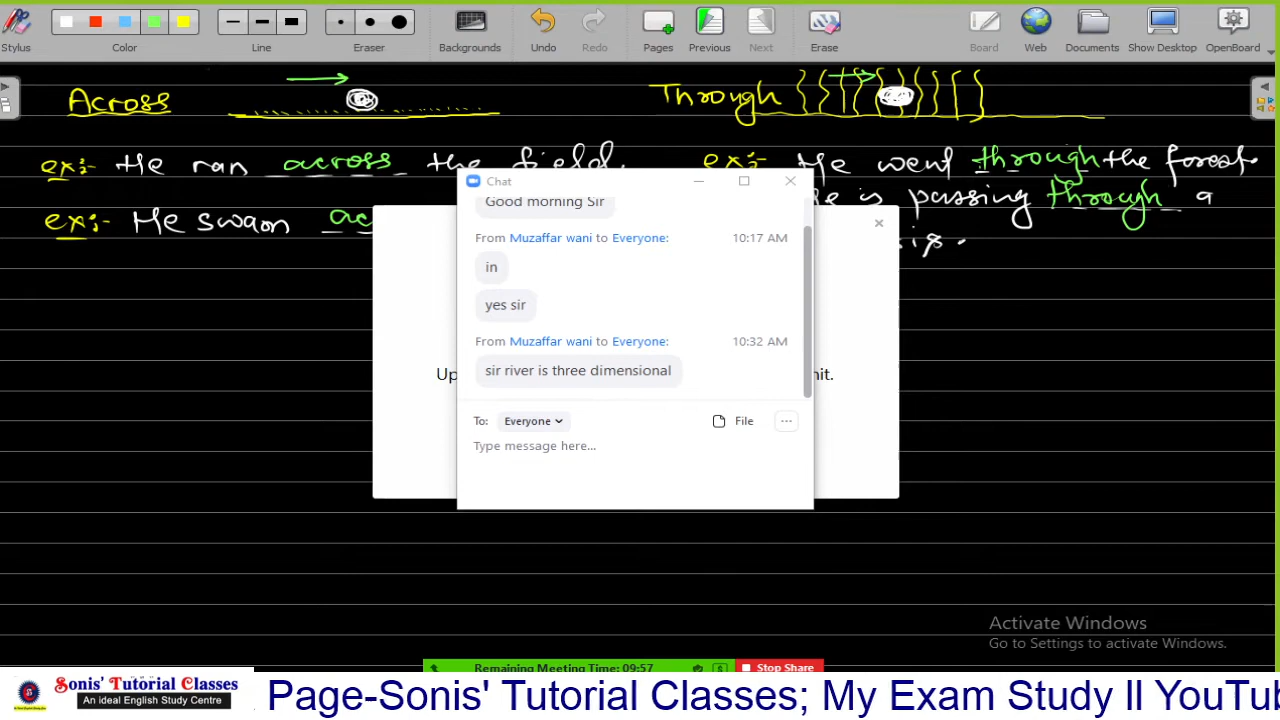 Stylus Color Line Eraser Backgrounds Undo Redo Pages Previous Next Erase Board Web Documents Show Desktop OpenBoard
Across
Through
ex:- He ran across the field.
ex:- He went through the forest.
is passing through a
ex:- He swam ac
Chat
Good morning Sir
From Muzaffar wani to Everyone: 10:17 AM
in
yes sir
From Muzaffar wani to Everyone: 10:32 AM
sir river is three dimensional
Up
nit.
To: Everyone File
Type message here...
Activate Windows
Go to Settings to activate Windows.
Remaining Meeting Time: 09:57 Stop Share
Sonis' Tutorial Classes
An ideal English Study Centre
Page-Sonis' Tutorial Classes; My Exam Study ll YouTub